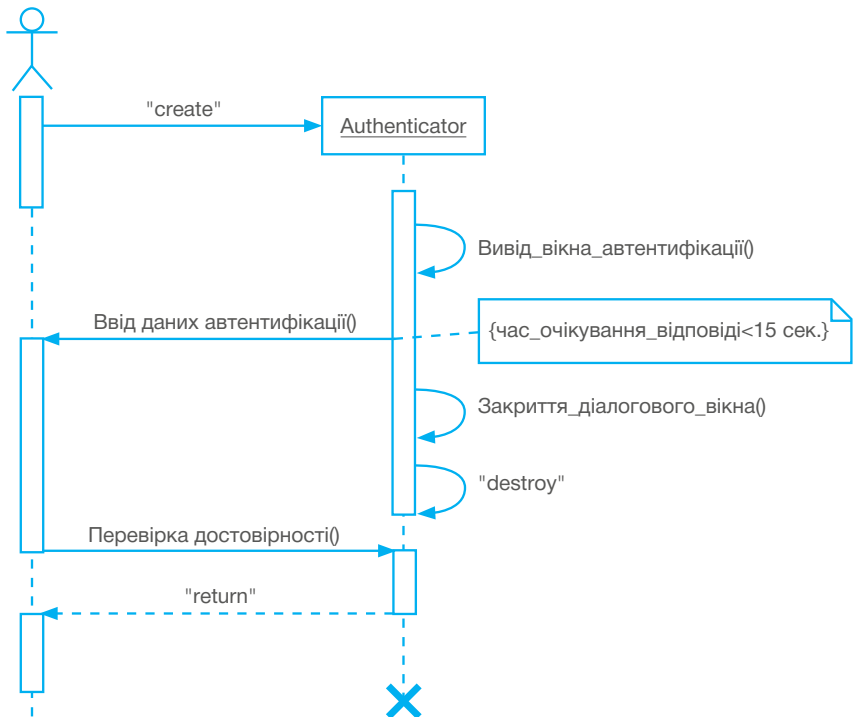 "create"
Authenticator
Вивід_вікна_автентифікації()
Ввід даних автентифікації()
{час_очікування_відповіді<15 сек.}
Закриття_діалогового_вікна()
"destroy"
Перевірка достовірності()
"return"